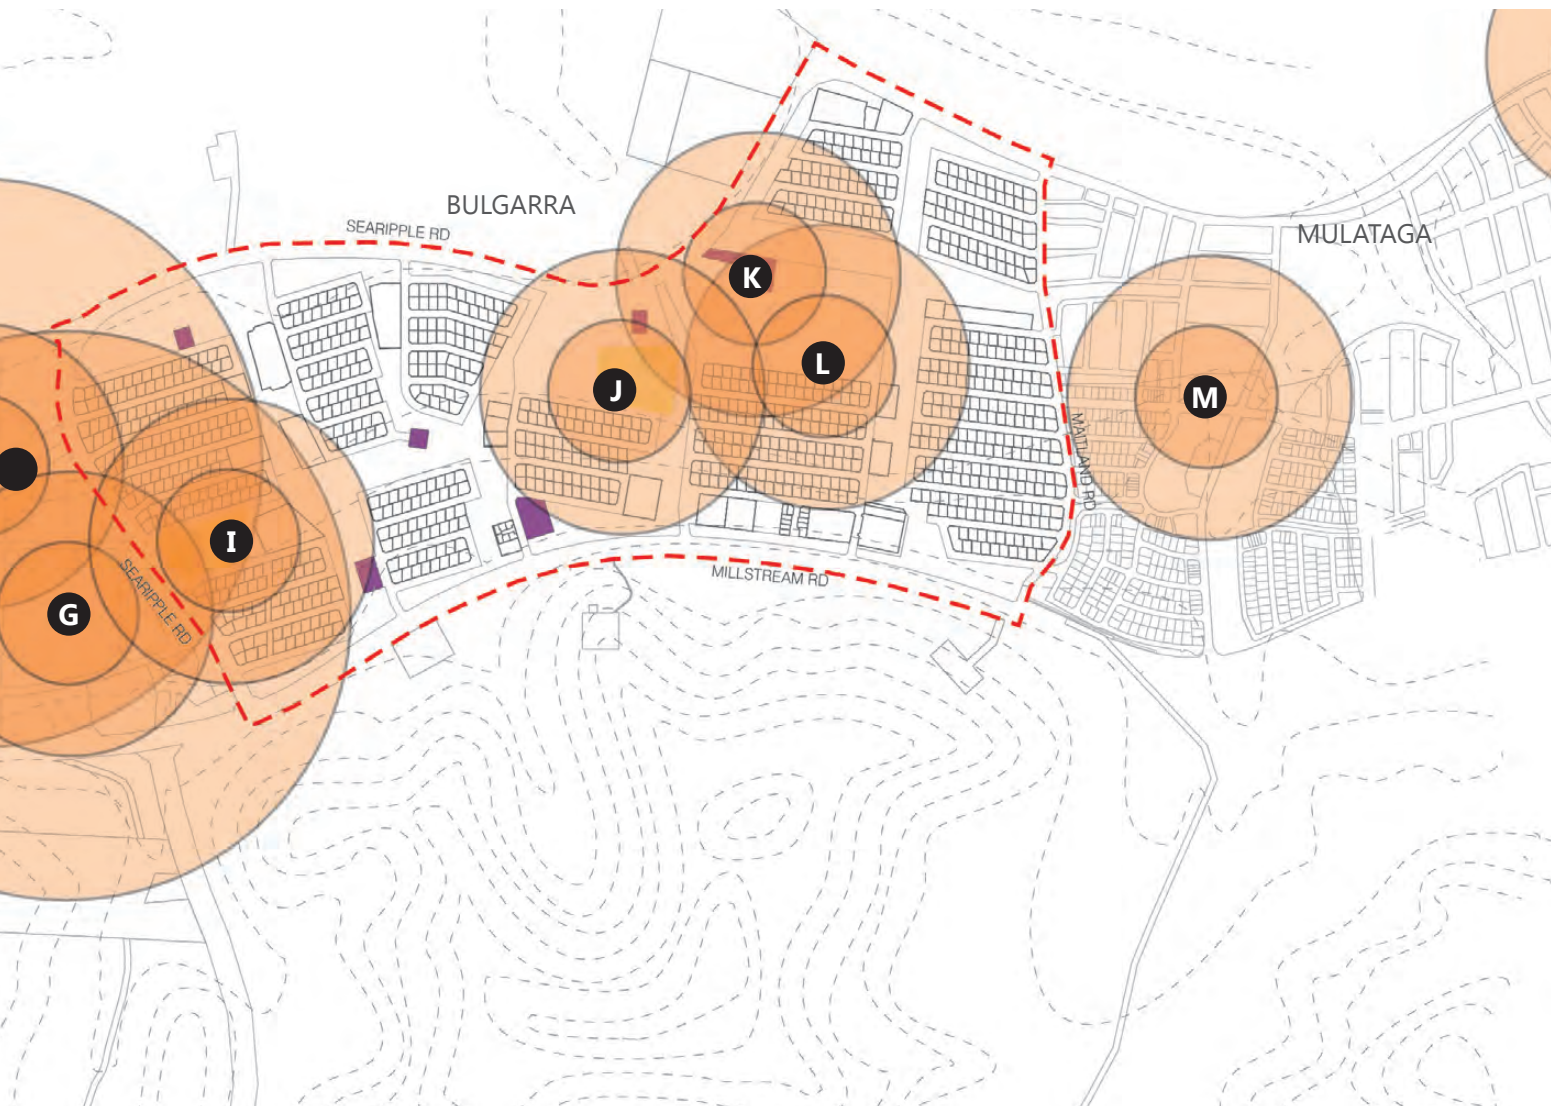 BULGARRA
SEARIPPLE RD
MULATAGA
K
L
J
M
MAITLAND RD
I
SEARIPPLE RD
G
MILLSTREAM RD